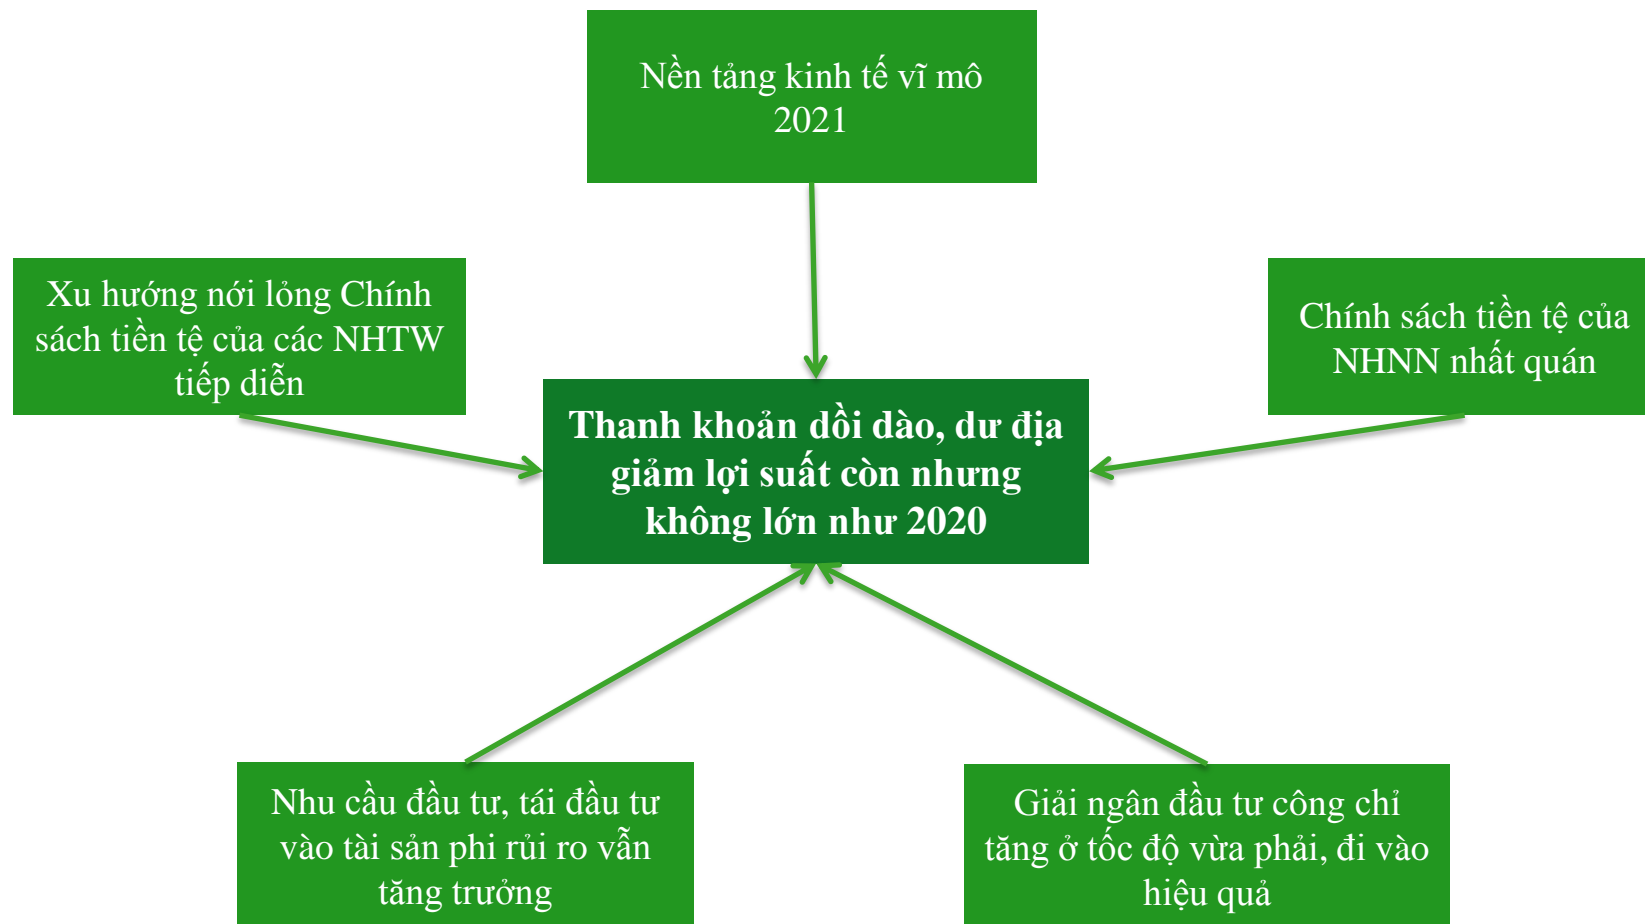 Nền tảng kinh tế vĩ mô
2021
Xu hướng nới lỏng Chính
sách tiền tệ của các NHTW
tiếp diễn
Chính sách tiền tệ của
NHNN nhất quán
Thanh khoản dồi dào, dư địa
giảm lợi suất còn nhưng
không lớn như 2020
Nhu cầu đầu tư, tái đầu tư
vào tài sản phi rủi ro vẫn
tăng trưởng
Giải ngân đầu tư công chỉ
tăng ở tốc độ vừa phải, đi vào
hiệu quả